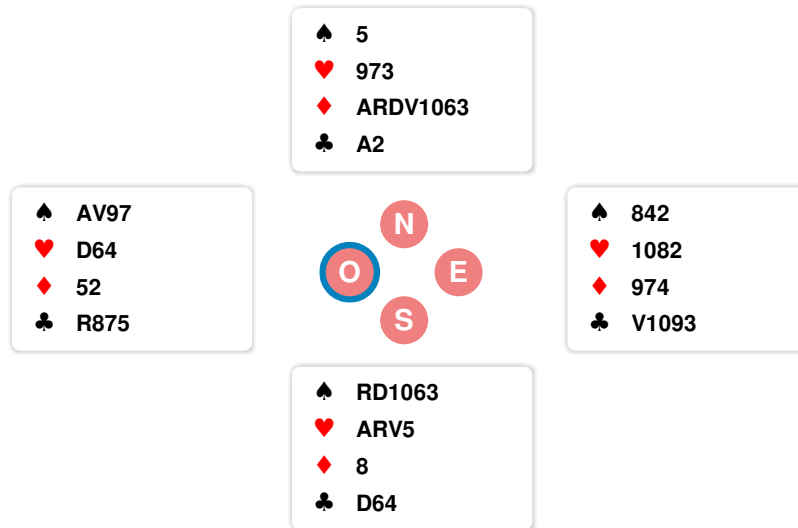 ♠ 5
♥ 973
♦ ARDV1063
♣ A2
♠ AV97
♥ D64
♦ 52
♣ R875
N
O
E
S
♠ 842
♥ 1082
♦ 974
♣ V1093
♠ RD1063
♥ ARV5
♦ 8
♣ D64